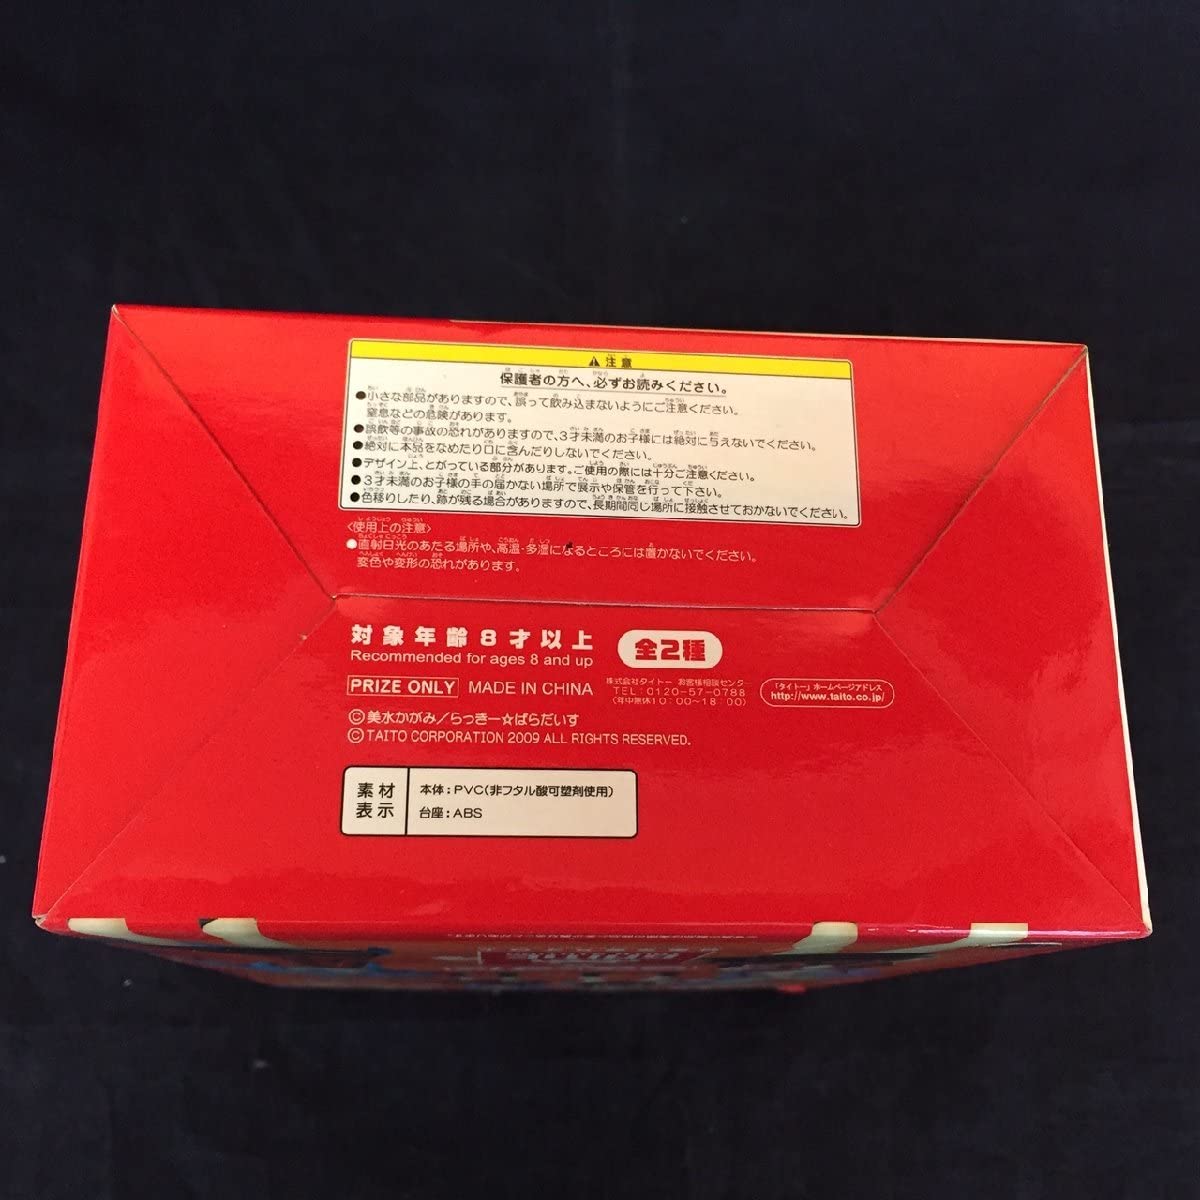 ⚠注意
保護者の方へ、必ずお読みください。
●小さな部品がありますので、誤って飲み込まないようにご注意ください。
窒息などの危険があります。
●誤飲等の事故の恐れがありますので、3才未満のお子様には絶対に与えないでください。
●絶対に本品をなめたり口に含んだりしないでください。
●デザイン上、とがっている部分があります。ご使用の際には十分ご注意ください。
●3才未満のお子様の手の届かない場所で展示や保管を行って下さい。
●色移りしたり、跡が残る場合がありますので、長期間同じ場所に接触させておかないでください。
〈使用上の注意〉
●直射日光のあたる場所や、高温・多湿になるところには置かないでください。
変色や変形の恐れがあります。
対象年齢8才以上
Recommended for ages 8 and up
全2種
PRIZE ONLY MADE IN CHINA
株式会社タイトー お客様相談センター
TEL:0120-57-0788
(年中無休10:00~18:00)
「タイトー」ホームページアドレス
http://www.taito.co.jp/
©美水かがみ/らっきー☆ぱらだいす
©TAITO CORPORATION 2009 ALL RIGHTS RESERVED.
素材
表示
本体:PVC(非フタル酸可塑剤使用)
台座:ABS